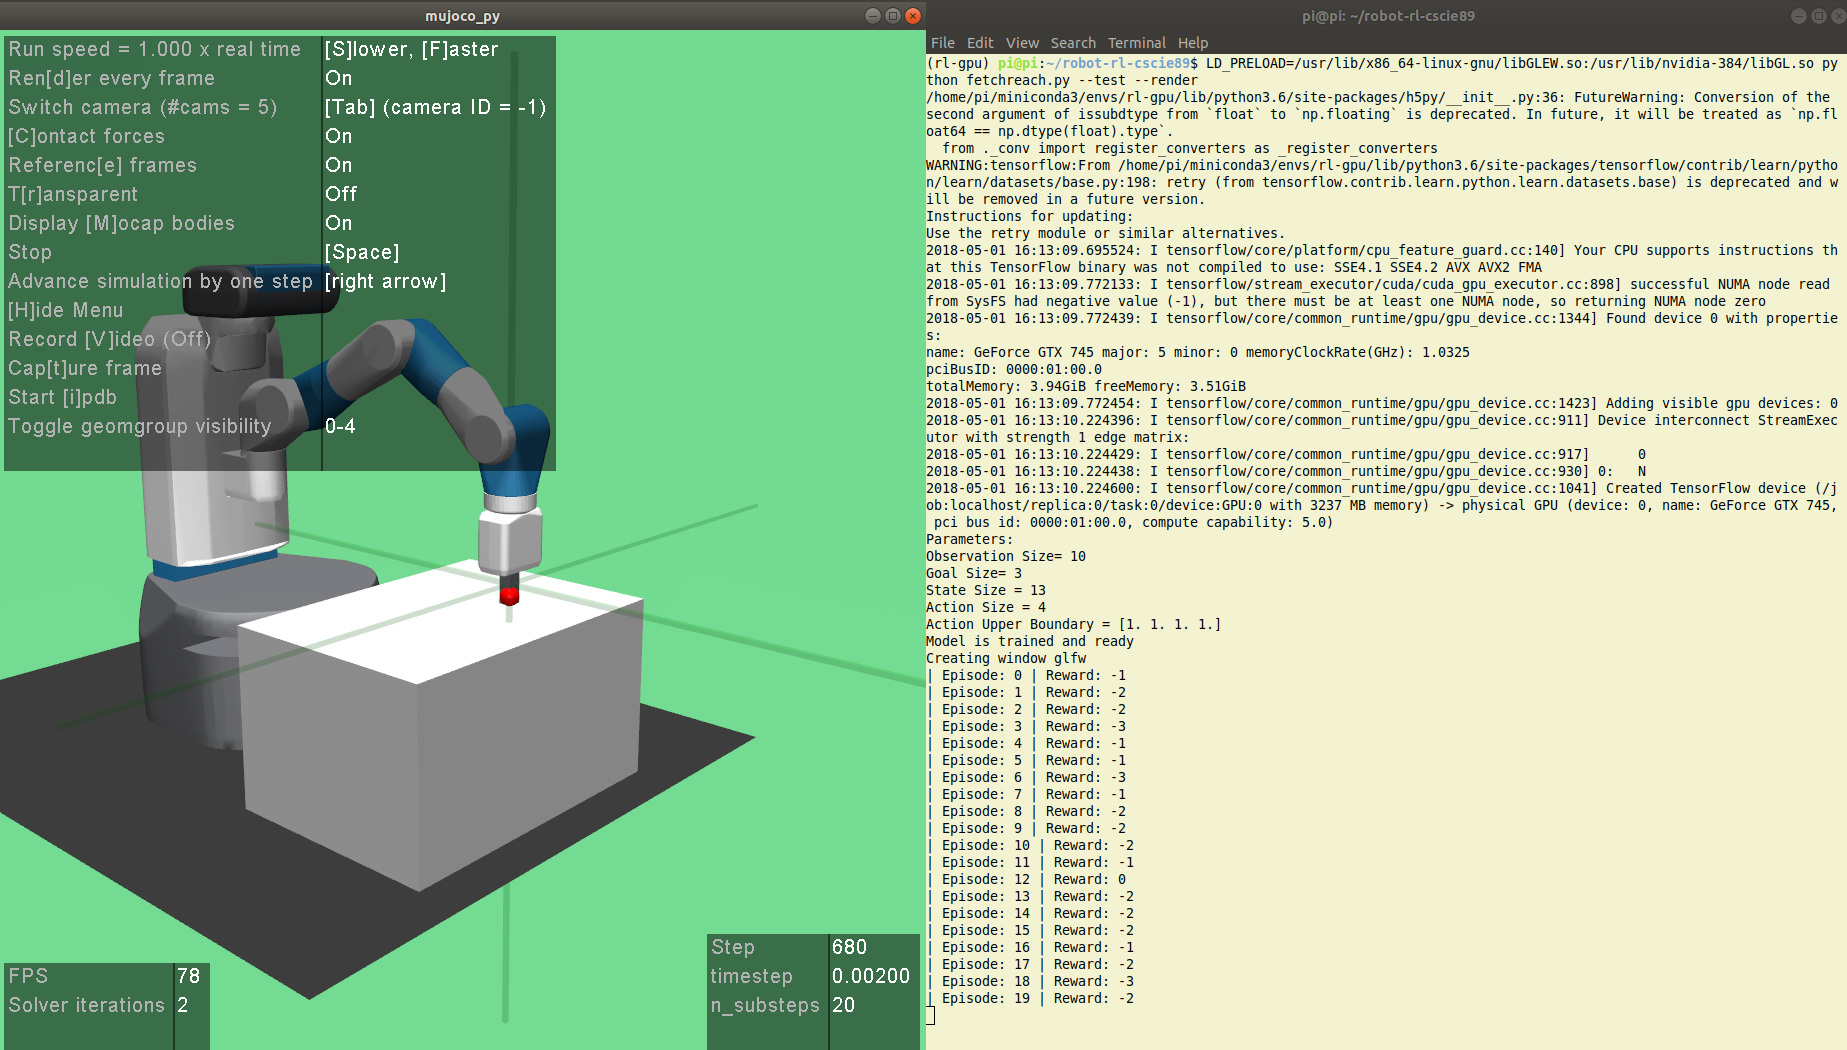 mujoco_py
Run speed = 1.000 x real time [S]lower, [F]aster
Ren[d]er every frame On
Switch camera (#cams = 5) [Tab] (camera ID = -1)
[C]ontact forces On
Referenc[e] frames On
T[r]ansparent Off
Display [M]ocap bodies On
Stop [Space]
Advance simulation by one step [right arrow]
[H]ide Menu
Record [V]ideo (Off)
Cap[t]ure frame
Start [i]pdb
Toggle geomgroup visibility 0-4
FPS 78
Solver iterations 2
Step 680
timestep 0.00200
n_substeps 20
pi@pi: ~/robot-rl-cscie89
File Edit View Search Terminal Help
(rl-gpu) pi@pi:~/robot-rl-cscie89$ LD_PRELOAD=/usr/lib/x86_64-linux-gnu/libGLEW.so:/usr/lib/nvidia-384/libGL.so py
thon fetchreach.py --test --render
/home/pi/miniconda3/envs/rl-gpu/lib/python3.6/site-packages/h5py/__init__.py:36: FutureWarning: Conversion of the
second argument of issubdtype from `float` to `np.floating` is deprecated. In future, it will be treated as `np.fl
oat64 == np.dtype(float).type`.
from ._conv import register_converters as _register_converters
WARNING:tensorflow:From /home/pi/miniconda3/envs/rl-gpu/lib/python3.6/site-packages/tensorflow/contrib/learn/pytho
n/learn/datasets/base.py:198: retry (from tensorflow.contrib.learn.python.learn.datasets.base) is deprecated and w
ill be removed in a future version.
Instructions for updating:
Use the retry module or similar alternatives.
2018-05-01 16:13:09.695524: I tensorflow/core/platform/cpu_feature_guard.cc:140] Your CPU supports instructions th
at this TensorFlow binary was not compiled to use: SSE4.1 SSE4.2 AVX AVX2 FMA
2018-05-01 16:13:09.772133: I tensorflow/stream_executor/cuda/cuda_gpu_executor.cc:898] successful NUMA node read
from SysFS had negative value (-1), but there must be at least one NUMA node, so returning NUMA node zero
2018-05-01 16:13:09.772439: I tensorflow/core/common_runtime/gpu/gpu_device.cc:1344] Found device 0 with propertie
s:
name: GeForce GTX 745 major: 5 minor: 0 memoryClockRate(GHz): 1.0325
pciBusID: 0000:01:00.0
totalMemory: 3.94GiB freeMemory: 3.51GiB
2018-05-01 16:13:09.772454: I tensorflow/core/common_runtime/gpu/gpu_device.cc:1423] Adding visible gpu devices: 0
2018-05-01 16:13:10.224396: I tensorflow/core/common_runtime/gpu/gpu_device.cc:911] Device interconnect StreamExec
utor with strength 1 edge matrix:
2018-05-01 16:13:10.224429: I tensorflow/core/common_runtime/gpu/gpu_device.cc:917]      0
2018-05-01 16:13:10.224438: I tensorflow/core/common_runtime/gpu/gpu_device.cc:930] 0:   N
2018-05-01 16:13:10.224600: I tensorflow/core/common_runtime/gpu/gpu_device.cc:1041] Created TensorFlow device (/j
ob:localhost/replica:0/task:0/device:GPU:0 with 3237 MB memory) -> physical GPU (device: 0, name: GeForce GTX 745,
pci bus id: 0000:01:00.0, compute capability: 5.0)
Parameters:
Observation Size= 10
Goal Size= 3
State Size = 13
Action Size = 4
Action Upper Boundary = [1. 1. 1. 1.]
Model is trained and ready
Creating window glfw
| Episode: 0 | Reward: -1
| Episode: 1 | Reward: -2
| Episode: 2 | Reward: -2
| Episode: 3 | Reward: -3
| Episode: 4 | Reward: -1
| Episode: 5 | Reward: -1
| Episode: 6 | Reward: -3
| Episode: 7 | Reward: -1
| Episode: 8 | Reward: -2
| Episode: 9 | Reward: -2
| Episode: 10 | Reward: -2
| Episode: 11 | Reward: -1
| Episode: 12 | Reward: 0
| Episode: 13 | Reward: -2
| Episode: 14 | Reward: -2
| Episode: 15 | Reward: -2
| Episode: 16 | Reward: -1
| Episode: 17 | Reward: -2
| Episode: 18 | Reward: -3
| Episode: 19 | Reward: -2